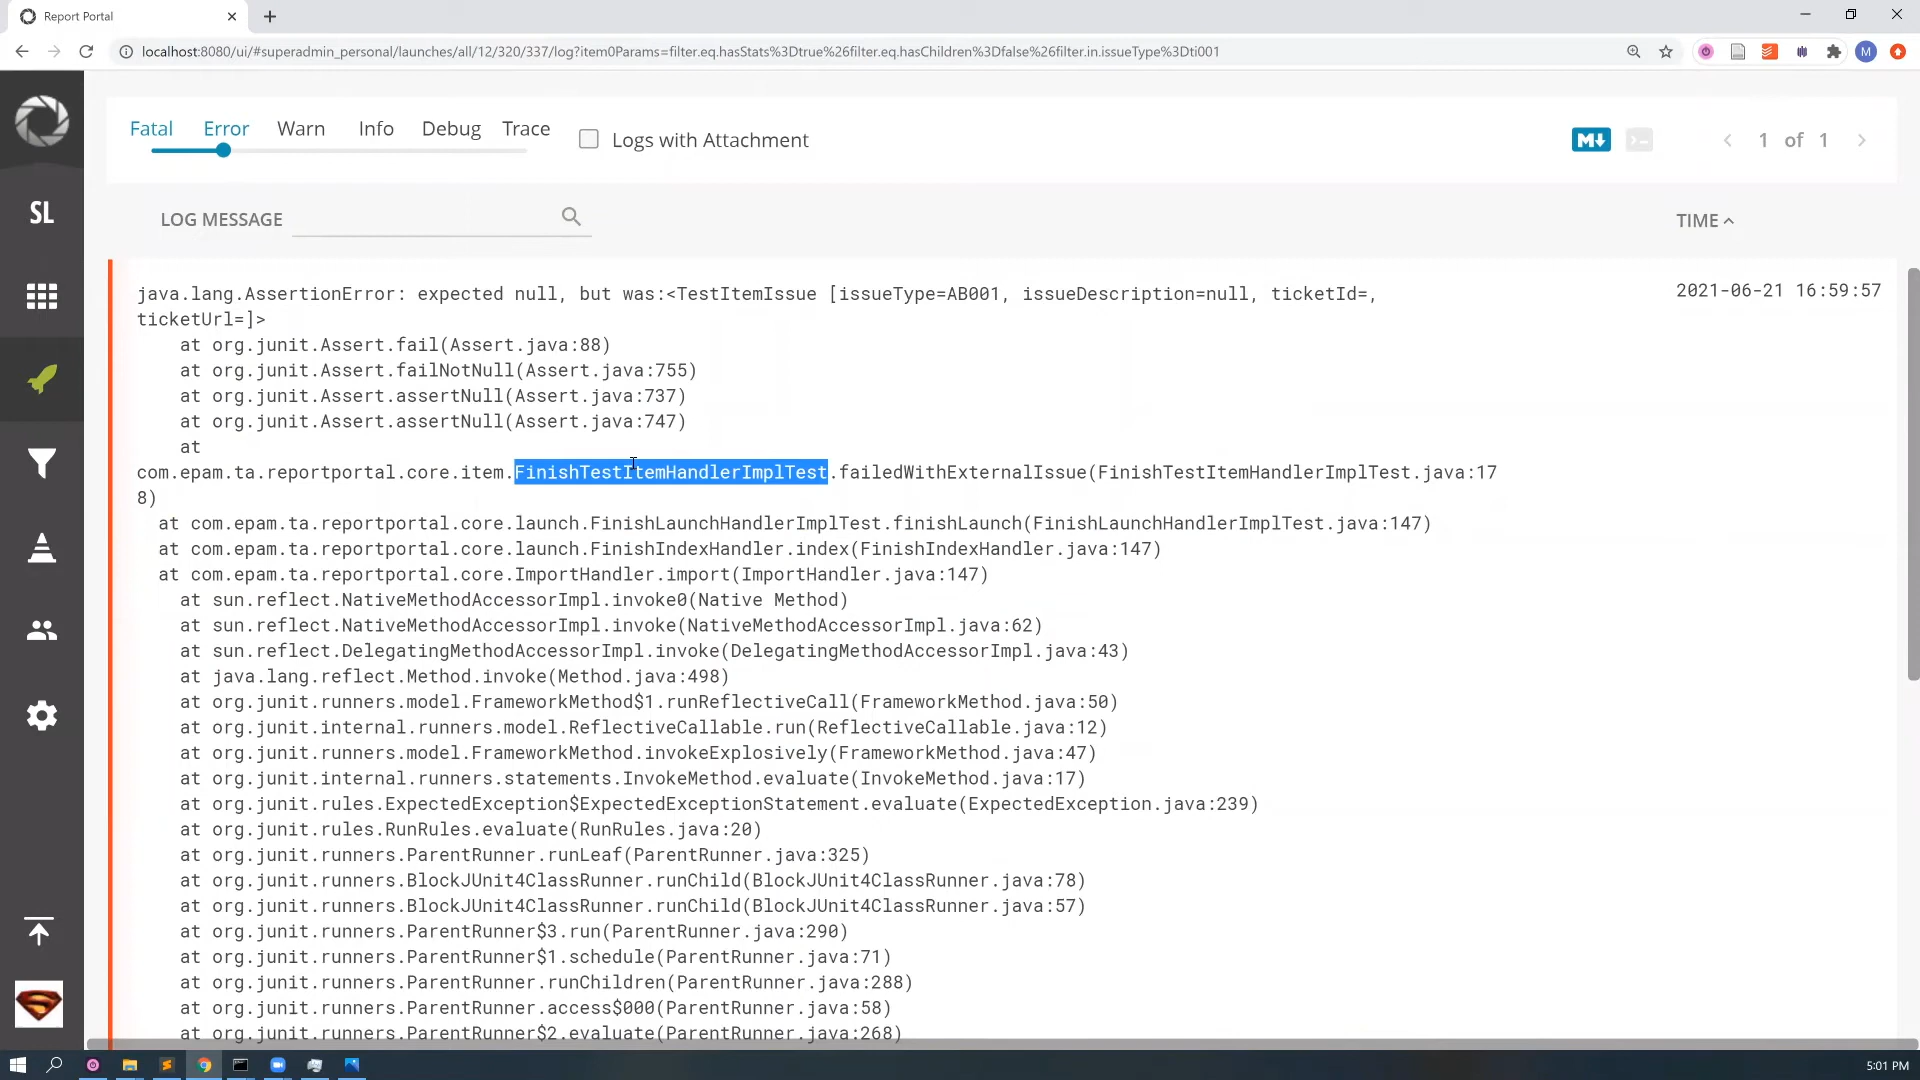 Report Portal
localhost:8080/ui/#superadmin_personal/launches/all/12/320/337/log?item0Params=filter.eq.hasStats%3Dtrue%26filter.eq.hasChildren%3Dfalse%26filter.in.issueType%3Dti001
M
Fatal Error Warn Info Debug Trace
Logs with Attachment
M
1 of 1
SL
LOG MESSAGE
TIME
java.lang.AssertionError: expected null, but was:<TestItemIssue [issueType=AB001, issueDescription=null, ticketId=,
2021-06-21 16:59:57
ticketUrl=]>
at org.junit.Assert.fail(Assert.java:88)
at org.junit.Assert.failNotNull(Assert.java:755)
at org.junit.Assert.assertNull(Assert.java:737)
at org.junit.Assert.assertNull(Assert.java:747)
at
com.epam.ta.reportportal.core.item.FinishTestItemHandlerImplTest.failedWithExternalIssue(FinishTestItemHandlerImplTest.java:17
8)
at com.epam.ta.reportportal.core.launch.FinishLaunchHandlerImplTest.finishLaunch(FinishLaunchHandlerImplTest.java:147)
at com.epam.ta.reportportal.core.launch.FinishIndexHandler.index(FinishIndexHandler.java:147)
at com.epam.ta.reportportal.core.ImportHandler.import(ImportHandler.java:147)
at sun.reflect.NativeMethodAccessorImpl.invoke0(Native Method)
at sun.reflect.NativeMethodAccessorImpl.invoke(NativeMethodAccessorImpl.java:62)
at sun.reflect.DelegatingMethodAccessorImpl.invoke(DelegatingMethodAccessorImpl.java:43)
at java.lang.reflect.Method.invoke(Method.java:498)
at org.junit.runners.model.FrameworkMethod$1.runReflectiveCall(FrameworkMethod.java:50)
at org.junit.internal.runners.model.ReflectiveCallable.run(ReflectiveCallable.java:12)
at org.junit.runners.model.FrameworkMethod.invokeExplosively(FrameworkMethod.java:47)
at org.junit.internal.runners.statements.InvokeMethod.evaluate(InvokeMethod.java:17)
at org.junit.rules.ExpectedException$ExpectedExceptionStatement.evaluate(ExpectedException.java:239)
at org.junit.rules.RunRules.evaluate(RunRules.java:20)
at org.junit.runners.ParentRunner.runLeaf(ParentRunner.java:325)
at org.junit.runners.BlockJUnit4ClassRunner.runChild(BlockJUnit4ClassRunner.java:78)
at org.junit.runners.BlockJUnit4ClassRunner.runChild(BlockJUnit4ClassRunner.java:57)
at org.junit.runners.ParentRunner$3.run(ParentRunner.java:290)
at org.junit.runners.ParentRunner$1.schedule(ParentRunner.java:71)
at org.junit.runners.ParentRunner.runChildren(ParentRunner.java:288)
at org.junit.runners.ParentRunner.access$000(ParentRunner.java:58)
at org.junit.runners.ParentRunner$2.evaluate(ParentRunner.java:268)
5:01 PM